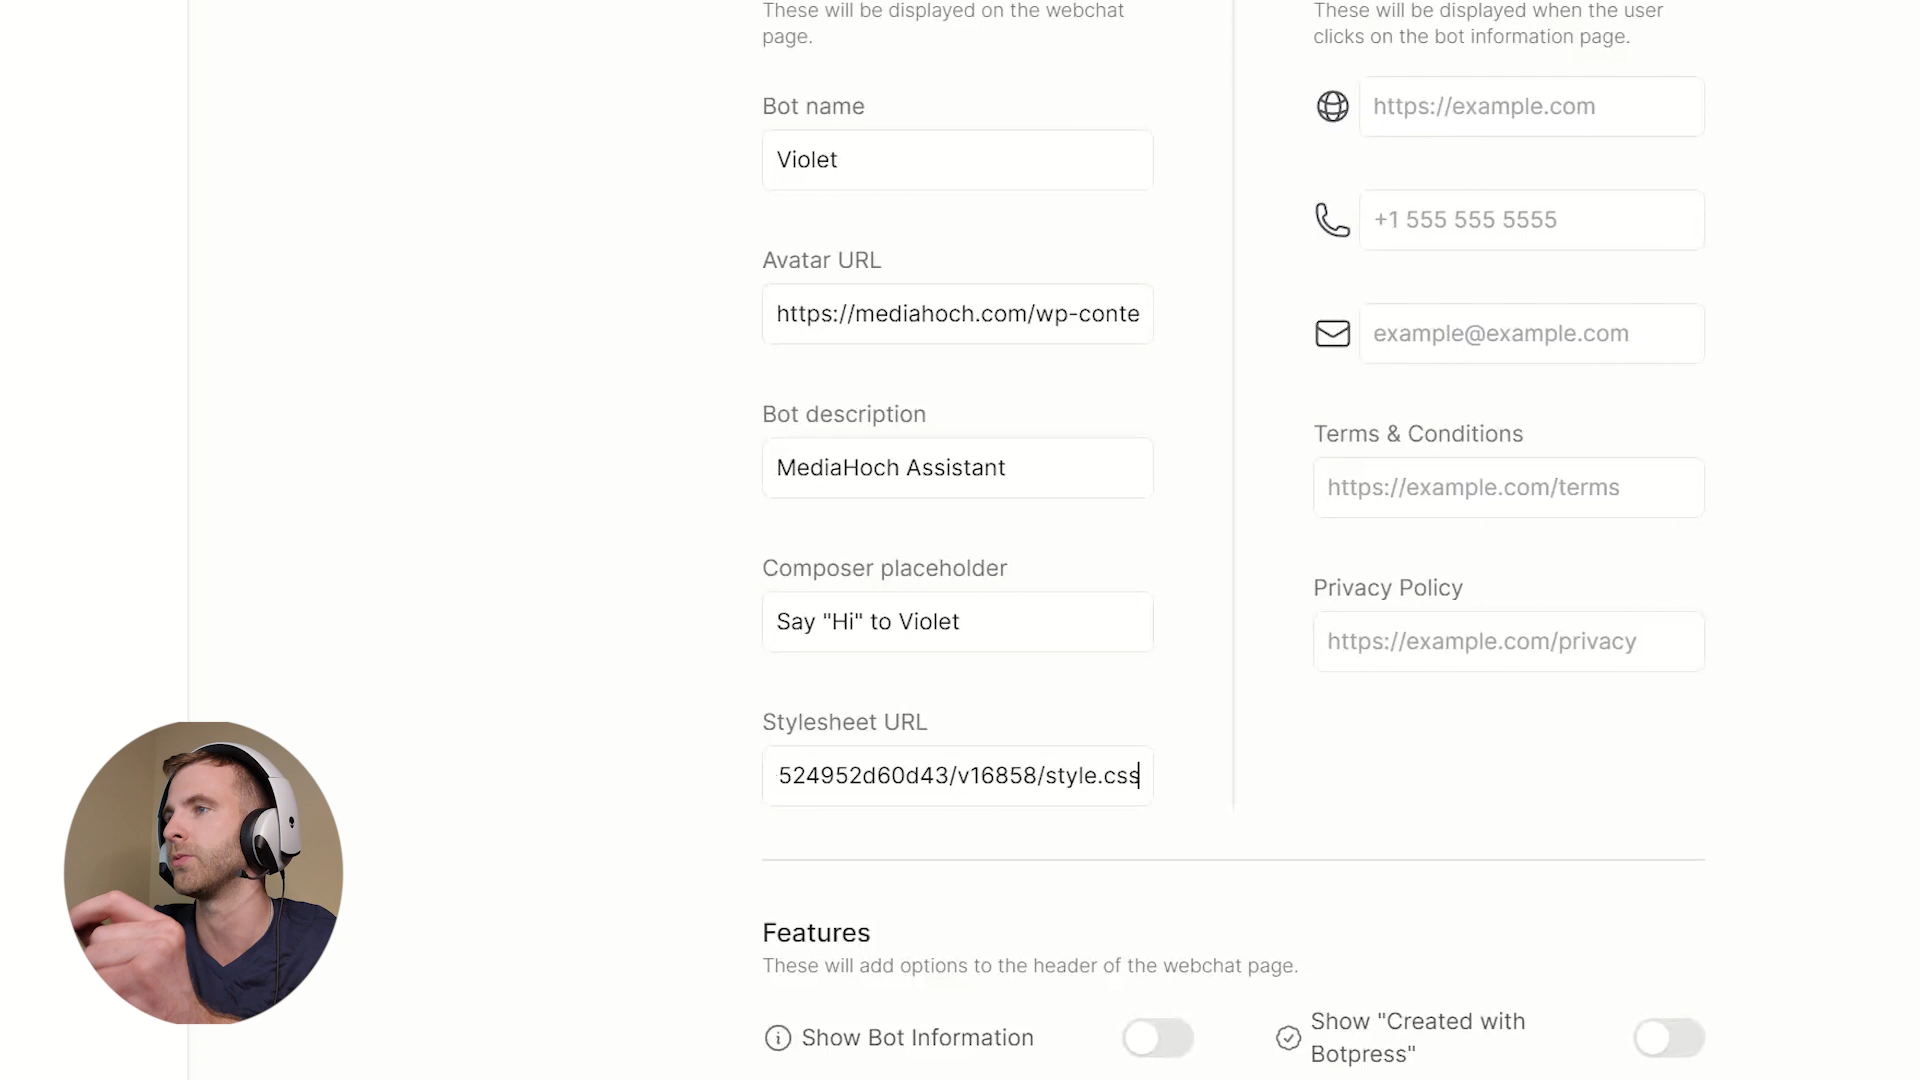 These will be displayed on the webchat
page.
Bot name
Violet
Avatar URL
https://mediahoch.com/wp-conte
Bot description
MediaHoch Assistant
Composer placeholder
Say "Hi" to Violet
Stylesheet URL
524952d60d43/v16858/style.css
These will be displayed when the user
clicks on the bot information page.
https://example.com
+1 555 555 5555
example@example.com
Terms & Conditions
https://example.com/terms
Privacy Policy
https://example.com/privacy
Features
These will add options to the header of the webchat page.
Show Bot Information
Show "Created with
Botpress"